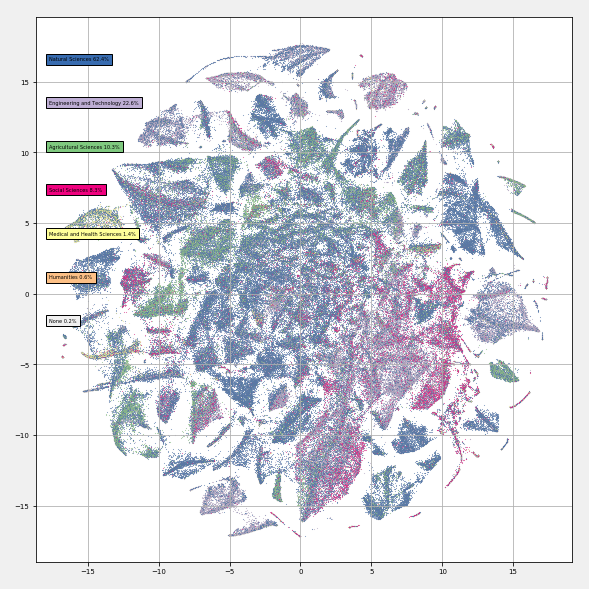 Natural Sciences 62.4%
Engineering and Technology 22.6%
Agricultural Sciences 10.3%
Social Sciences 6.3%
Medical and Health Sciences 1.4%
Humanities 0.6%
None 0.2%
15
10
5
0
−5
−10
−15
−15 −10 −5 0 5 10 15